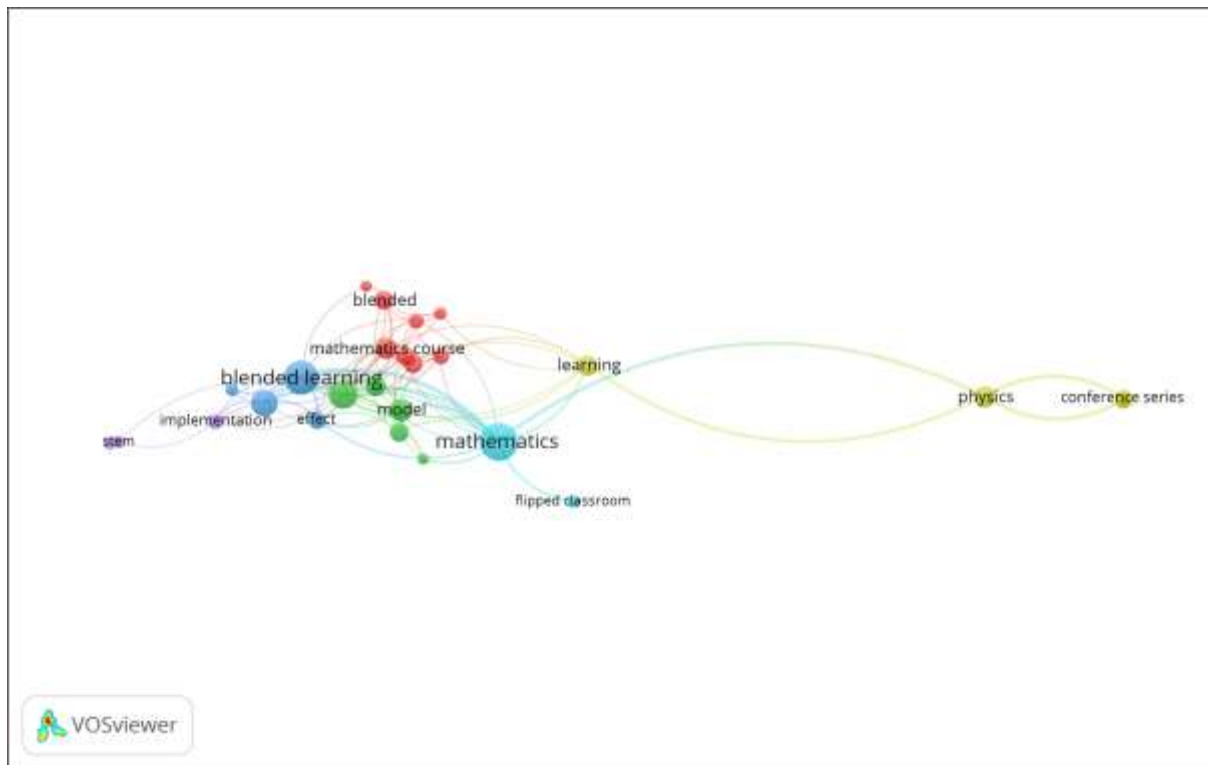 blended
mathematics course
learning
blended learning
model
physics
conference series
implementation
effect
stem
mathematics
flipped classroom
VOSviewer